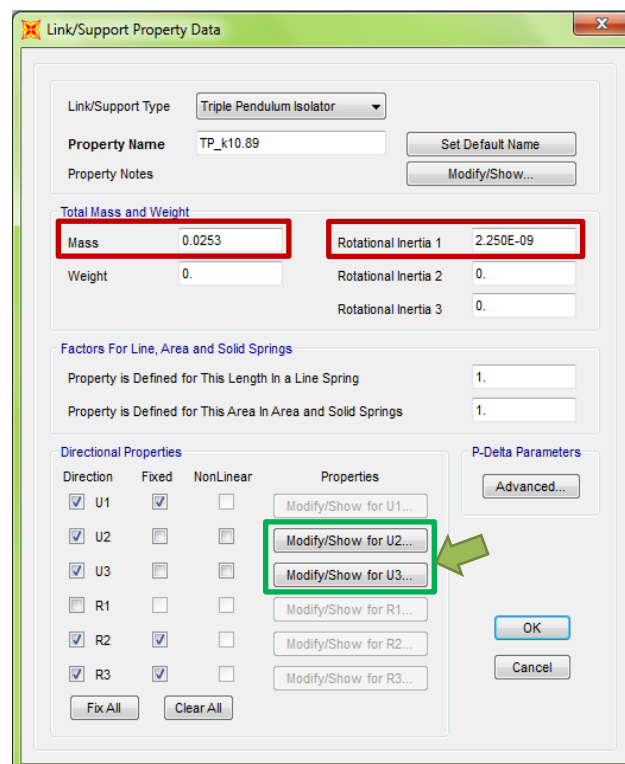 Link/Support Property Data
Link/Support Type Triple Pendulum Isolator
Property Name TP_k10.89 Set Default Name
Property Notes Modify/Show...
Total Mass and Weight
Mass 0.0253 Rotational Inertia 1 2.250E-09
Weight 0. Rotational Inertia 2 0.
Rotational Inertia 3 0.
Factors For Line, Area and Solid Springs
Property is Defined for This Length In a Line Spring 1.
Property is Defined for This Area In Area and Solid Springs 1.
Directional Properties P-Delta Parameters
Direction Fixed NonLinear Properties Advanced...
U1 Modify/Show for U1...
U2 Modify/Show for U2...
U3 Modify/Show for U3...
R1 Modify/Show for R1...
R2 Modify/Show for R2... OK
R3 Modify/Show for R3... Cancel
Fix All Clear All